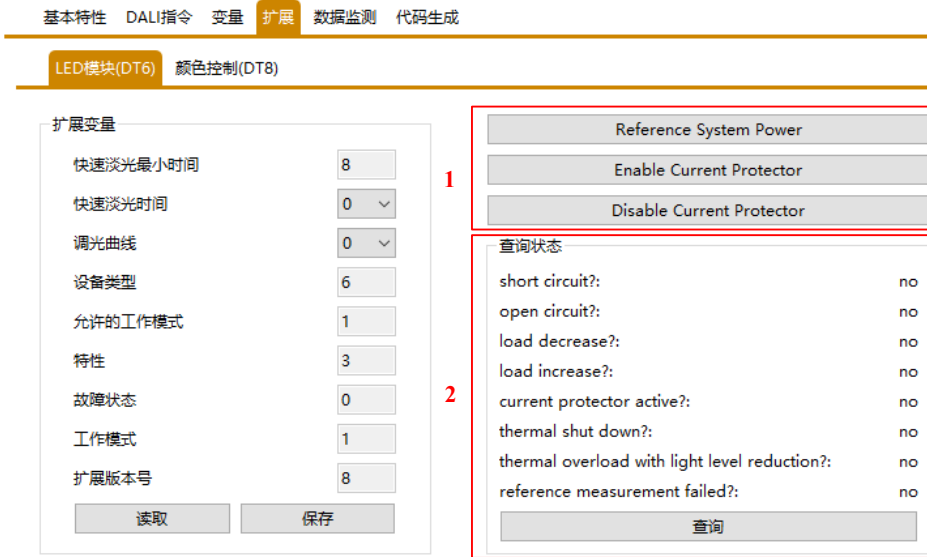 基本特性 DALI指令 变量 扩展 数据监测 代码生成
LED模块(DT6) 颜色控制(DT8)
扩展变量
快速淡光最小时间 8
快速淡光时间 0
调光曲线 0
设备类型 6
允许的工作模式 1
特性 3
故障状态 0
工作模式 1
扩展版本号 8
读取 保存
1
Reference System Power
Enable Current Protector
Disable Current Protector
2
查询状态
short circuit?: no
open circuit?: no
load decrease?: no
load increase?: no
current protector active?: no
thermal shut down?: no
thermal overload with light level reduction?: no
reference measurement failed?: no
查询